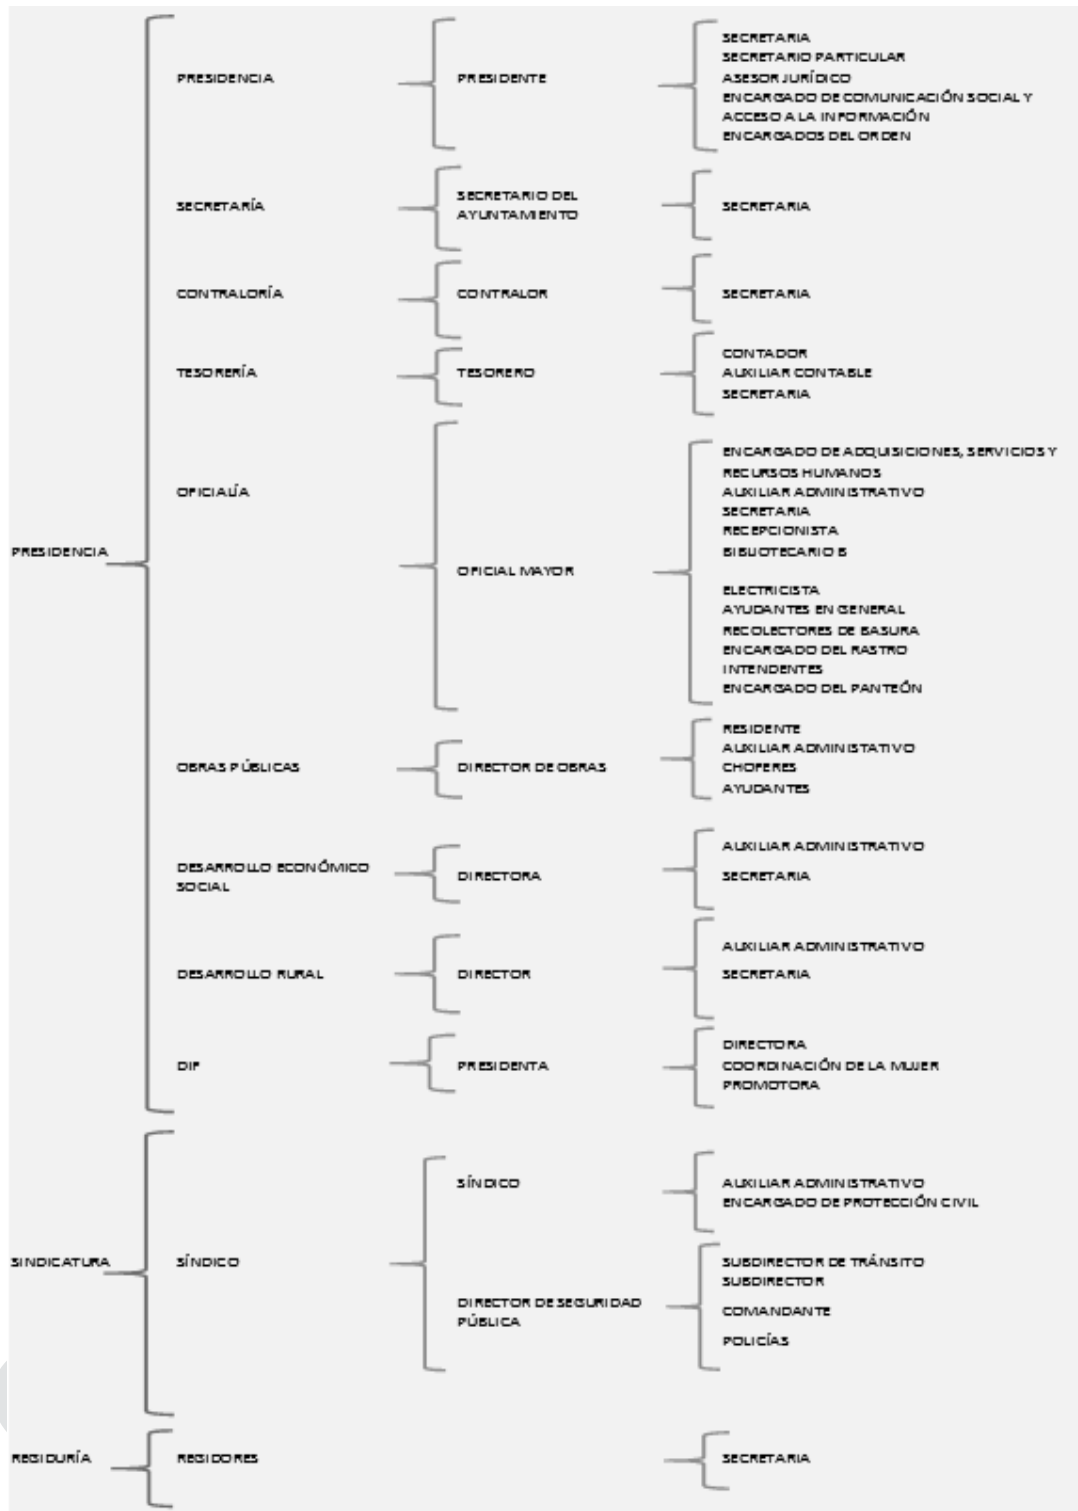 PRESIDENCIA
PRESIDENCIA
PRESIDENTE
SECRETARIA
SECRETARIO PARTICULAR
ASESOR JURÍDICO
ENCARGADO DE COMUNICACIÓN SOCIAL Y
ACCESO A LA INFORMACIÓN
ENCARGADOS DEL ORDEN
SECRETARÍA
SECRETARIO DEL
AYUNTAMIENTO
SECRETARIA
CONTRALORÍA
CONTRALOR
SECRETARIA
TESORERÍA
TESORERO
CONTADOR
AUXILIAR CONTABLE
SECRETARIA
OFICIALÍA
OFICIAL MAYOR
ENCARGADO DE ADQUISICIONES, SERVICIOS Y
RECURSOS HUMANOS
AUXILIAR ADMINISTRATIVO
SECRETARIA
RECEPCIONISTA
BIBLIOTECARIO B
ELECTRICISTA
AYUDANTES EN GENERAL
RECOLECTORES DE BASURA
ENCARGADO DEL RASTRO
INTENDENTES
ENCARGADO DEL PANTEÓN
OBRAS PÚBLICAS
DIRECTOR DE OBRAS
RESIDENTE
AUXILIAR ADMINISTATIVO
CHOFERES
AYUDANTES
DESARROLLO ECONÓMICO
SOCIAL
DIRECTORA
AUXILIAR ADMINISTRATIVO
SECRETARIA
DESARROLLO RURAL
DIRECTOR
AUXILIAR ADMINISTRATIVO
SECRETARIA
DIF
PRESIDENTA
DIRECTORA
COORDINACIÓN DE LA MUJER
PROMOTORA
SINDICATURA
SÍNDICO
SÍNDICO
AUXILIAR ADMINISTRATIVO
ENCARGADO DE PROTECCIÓN CIVIL
DIRECTOR DE SEGURIDAD
PÚBLICA
SUBDIRECTOR DE TRÁNSITO
SUBDIRECTOR
COMANDANTE
POLICÍAS
REGIDURÍA
REGIDORES
SECRETARIA